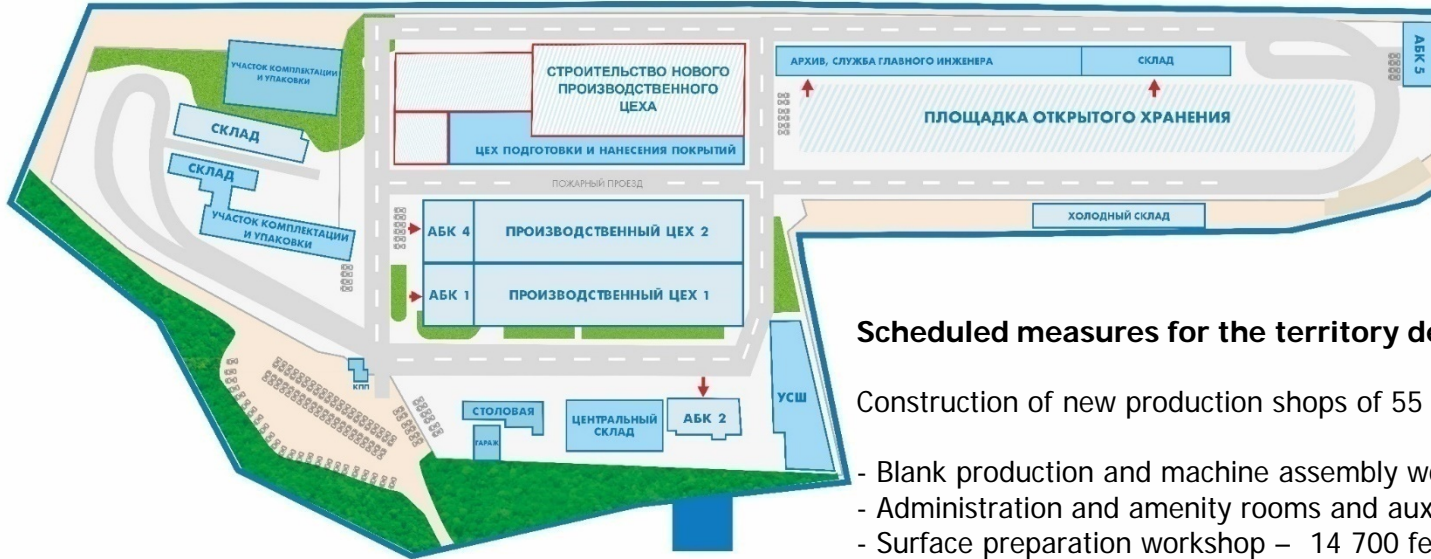 УЧАСТОК КОМПЛЕКТАЦИИ
И УПАКОВКИ
СКЛАД
СКЛАД
УЧАСТОК КОМПЛЕКТАЦИИ
И УПАКОВКИ
СТРОИТЕЛЬСТВО НОВОГО
ПРОИЗВОДСТВЕННОГО
ЦЕХА
ЦЕХ ПОДГОТОВКИ И НАНЕСЕНИЯ ПОКРЫТИЙ
АРХИВ, СЛУЖБА ГЛАВНОГО ИНЖЕНЕРА
СКЛАД
АБК 5
ПЛОЩАДКА ОТКРЫТОГО ХРАНЕНИЯ
ПОЖАРНЫЙ ПРОЕЗД
ХОЛОДНЫЙ СКЛАД
АБК 4
ПРОИЗВОДСТВЕННЫЙ ЦЕХ 2
АБК 1
ПРОИЗВОДСТВЕННЫЙ ЦЕХ 1
КПП
СТОЛОВАЯ
ГАРАЖ
ЦЕНТРАЛЬНЫЙ
СКЛАД
АБК 2
УСШ
Scheduled measures for the territory de
Construction of new production shops of 55
- Blank production and machine assembly wo
- Administration and amenity rooms and aux
- Surface preparation workshop – 14 700 fe